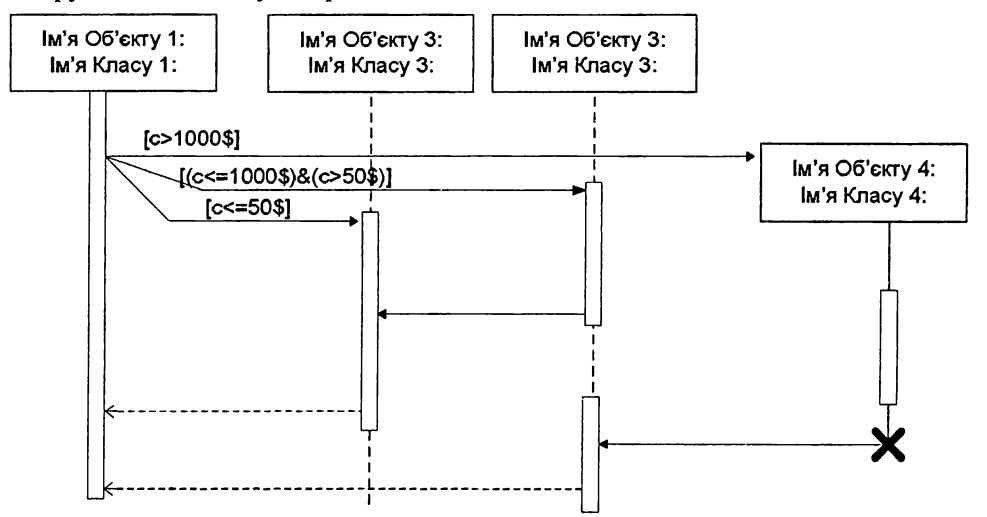 Ім'я Об'єкту 1:
Ім'я Класу 1:
Ім'я Об'єкту 3:
Ім'я Класу 3:
Ім'я Об'єкту 3:
Ім'я Класу 3:
[c>1000$]
Ім'я Об'єкту 4:
Ім'я Класу 4:
[(c<=1000$)&(c>50$)]
[c<=50$]